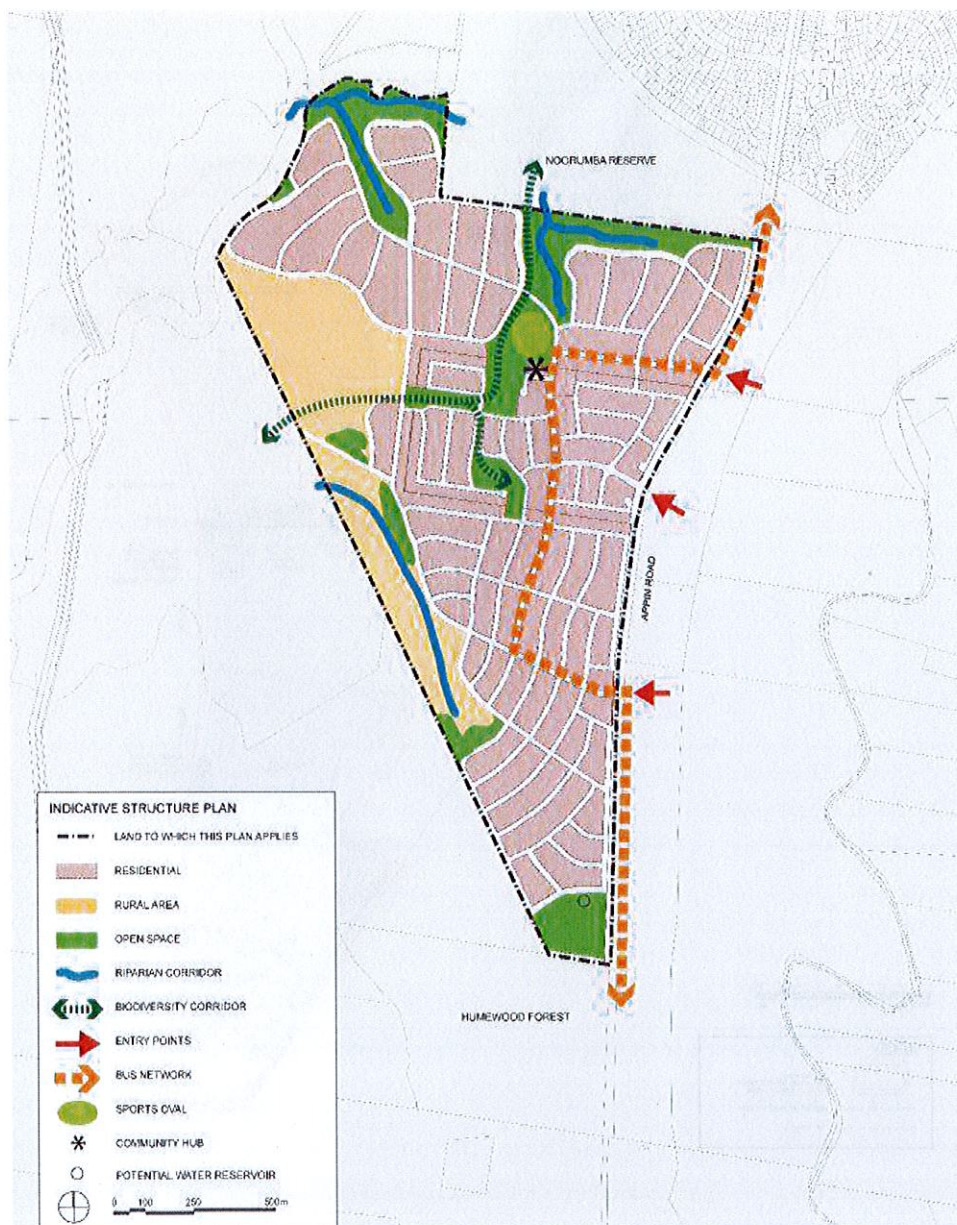 NOORUMBA RESERVE
APPIN ROAD
HUMEWOOD FOREST
INDICATIVE STRUCTURE PLAN
LAND TO WHICH THIS PLAN APPLIES
RESIDENTIAL
RURAL AREA
OPEN SPACE
RIPARIAN CORRIDOR
BIODIVERSITY CORRIDOR
ENTRY POINTS
BUS NETWORK
SPORTS OVAL
COMMUNITY HUB
POTENTIAL WATER RESERVOIR
0 100 250 500m